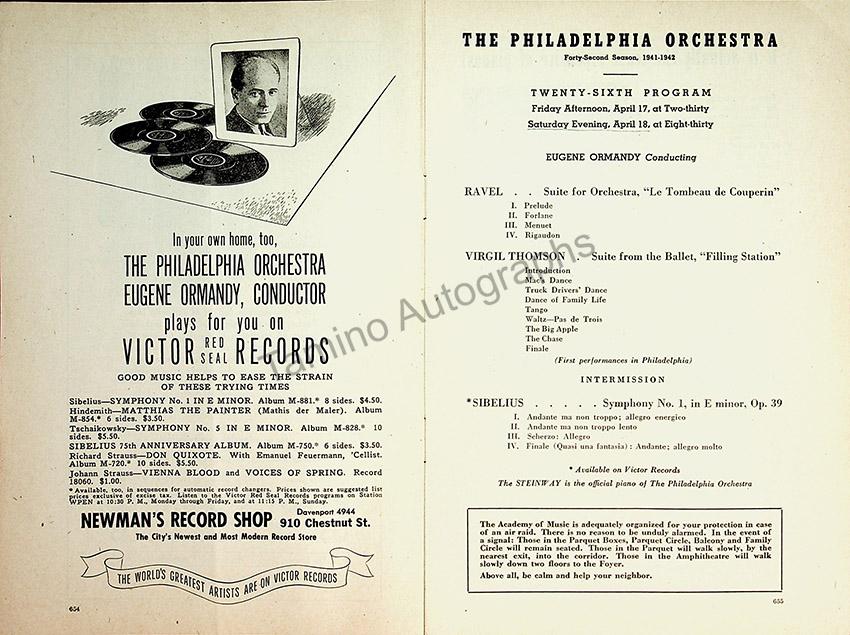 In your own home, too,
THE PHILADELPHIA ORCHESTRA
EUGENE ORMANDY, CONDUCTOR
plays for you on
VICTOR RED SEAL RECORDS
GOOD MUSIC HELPS TO EASE THE STRAIN
OF THESE TRYING TIMES
Sibelius—SYMPHONY No. 1 IN E MINOR. Album M-881.* 8 sides. $4.50.
Hindemith—MATTHIAS THE PAINTER (Mathis der Maler). Album
M-854.* 6 sides. $3.50.
Tschaikowsky—SYMPHONY No. 5 IN E MINOR. Album M-828.* 10
sides. $5.50.
SIBELIUS 75th ANNIVERSARY ALBUM. Album M-750.* 6 sides. $3.50.
Richard Strauss—DON QUIXOTE. With Emanuel Feuermann, 'Cellist.
Album M-720.* 10 sides. $5.50.
Johann Strauss—VIENNA BLOOD and VOICES OF SPRING. Record
18060. $1.00.
*Available, too, in sequences for automatic record changers. Prices shown are suggested list
prices exclusive of excise tax. Listen to the Victor Red Seal Records programs on Station
WPEN at 10:30 P. M., Monday through Friday, and at 11:15 P. M., Sunday.
NEWMAN'S RECORD SHOP Davenport 4944
910 Chestnut St.
The City's Newest and Most Modern Record Store
THE WORLD'S GREATEST ARTISTS ARE ON VICTOR RECORDS
654
THE PHILADELPHIA ORCHESTRA
Forty-Second Season, 1941-1942
TWENTY-SIXTH PROGRAM
Friday Afternoon, April 17, at Two-thirty
Saturday Evening, April 18, at Eight-thirty
EUGENE ORMANDY Conducting
RAVEL . . Suite for Orchestra, "Le Tombeau de Couperin"
I. Prelude
II. Forlane
III. Menuet
IV. Rigaudon
VIRGIL THOMSON . Suite from the Ballet, "Filling Station"
Introduction
Mac's Dance
Truck Drivers' Dance
Dance of Family Life
Tango
Waltz—Pas de Trois
The Big Apple
The Chase
Finale
(First performances in Philadelphia)
INTERMISSION
*SIBELIUS . . . . . Symphony No. 1, in E minor, Op. 39
I. Andante ma non troppo; allegro energico
II. Andante ma non troppo lento
III. Scherzo: Allegro
IV. Finale (Quasi una fantasia) : Andante; allegro molto
* Available on Victor Records
The STEINWAY is the official piano of The Philadelphia Orchestra
The Academy of Music is adequately organized for your protection in case
of an air raid. There is no reason to be unduly alarmed. In the event of
a signal: Those in the Parquet Boxes, Parquet Circle, Balcony and Family
Circle will remain seated. Those in the Parquet will walk slowly, by the
nearest exit, into the corridor. Those in the Amphitheatre will walk
slowly down two floors to the Foyer.
Above all, be calm and help your neighbor.
655
Tamino Autographs